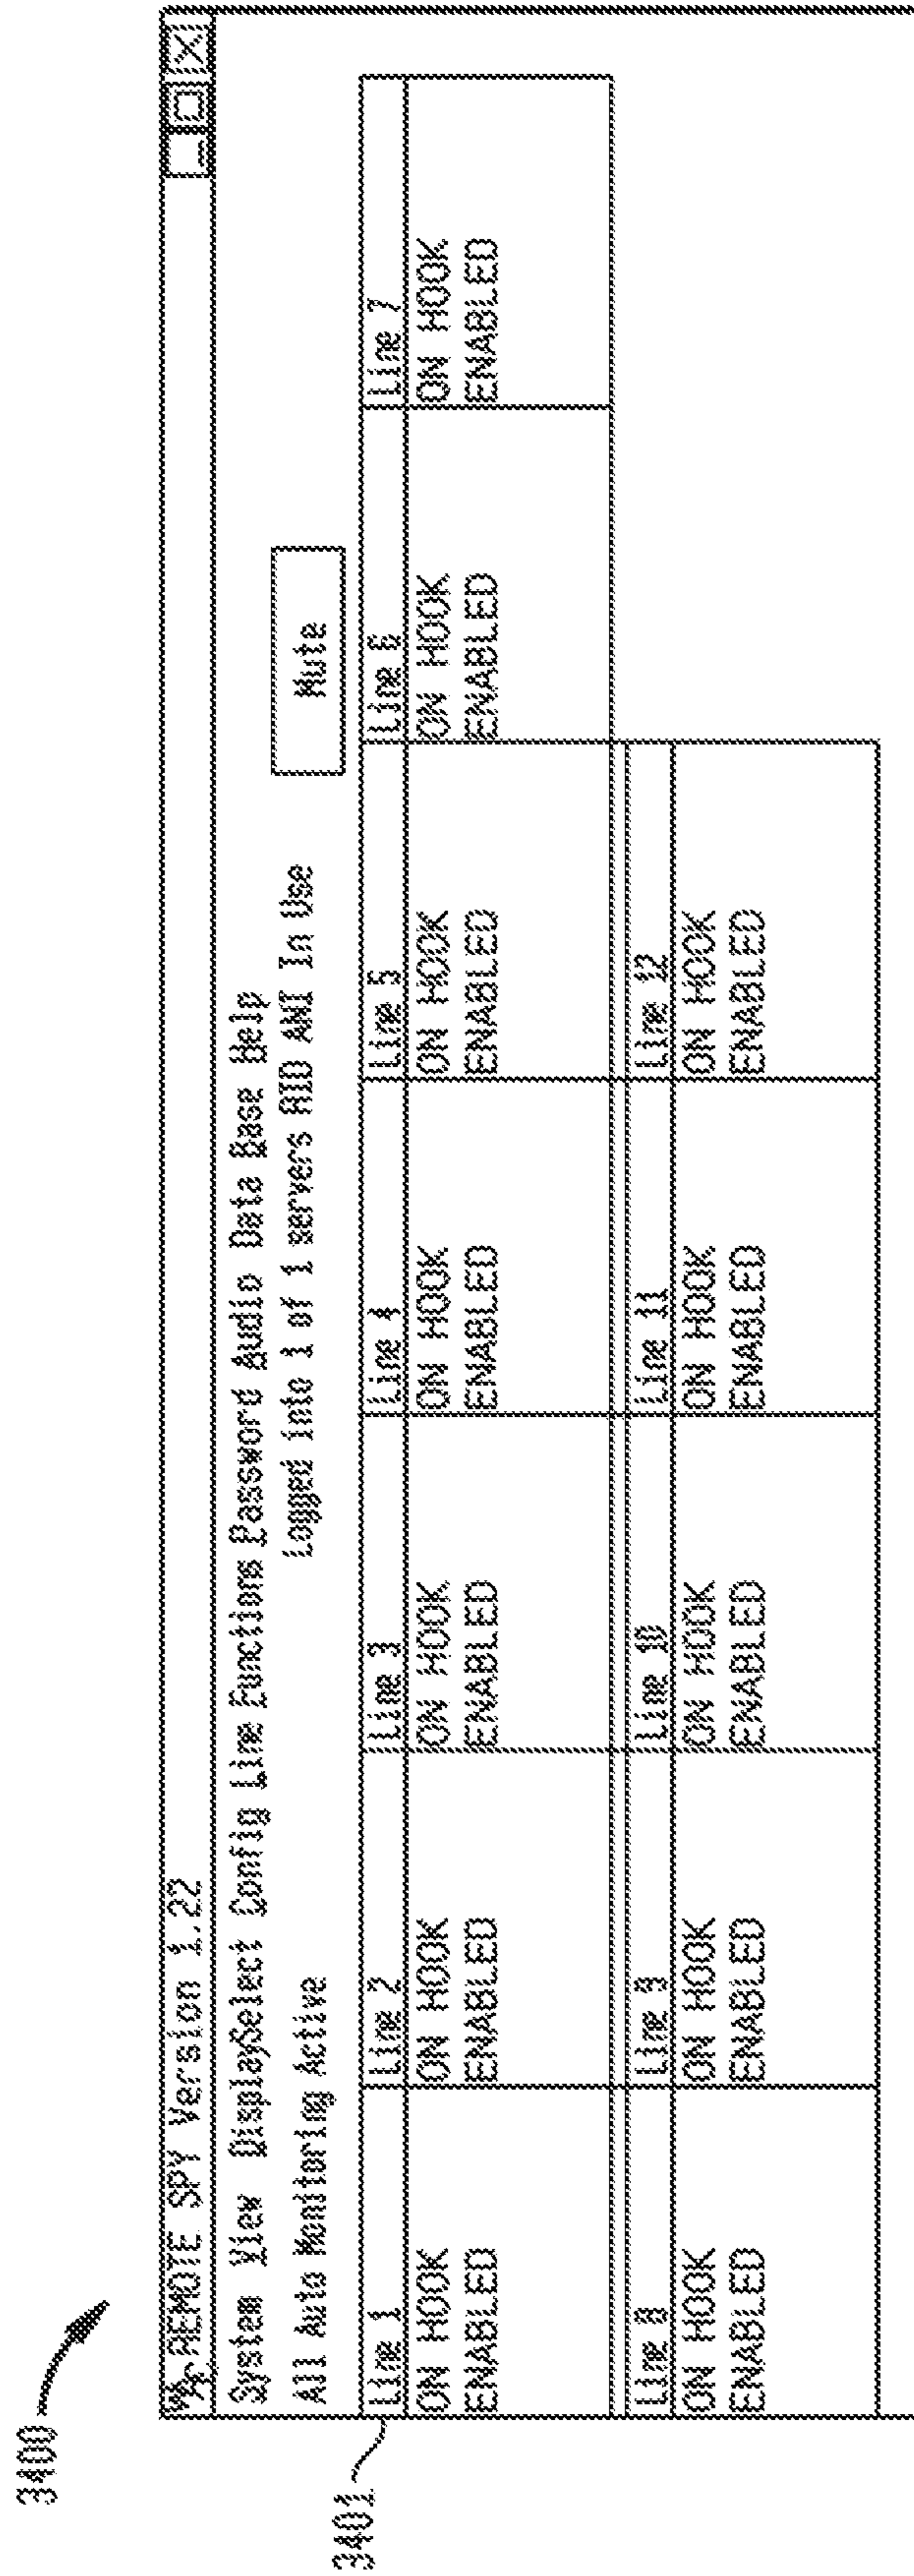 3400
REMOTE SPY Version 1.22
System View DisplaySelect Config Line Functions Password Audio Data Base Help
All Auto Monitoring Active Logged into 1 of 1 servers RID ANI In Use Mute
3401
Line 1 Line 2 Line 3 Line 4 Line 5 Line 6 Line 7
ON HOOK ON HOOK ON HOOK ON HOOK ON HOOK ON HOOK ON HOOK
ENABLED ENABLED ENABLED ENABLED ENABLED ENABLED ENABLED
Line 8 Line 9 Line 10 Line 11 Line 12
ON HOOK ON HOOK ON HOOK ON HOOK ON HOOK
ENABLED ENABLED ENABLED ENABLED ENABLED